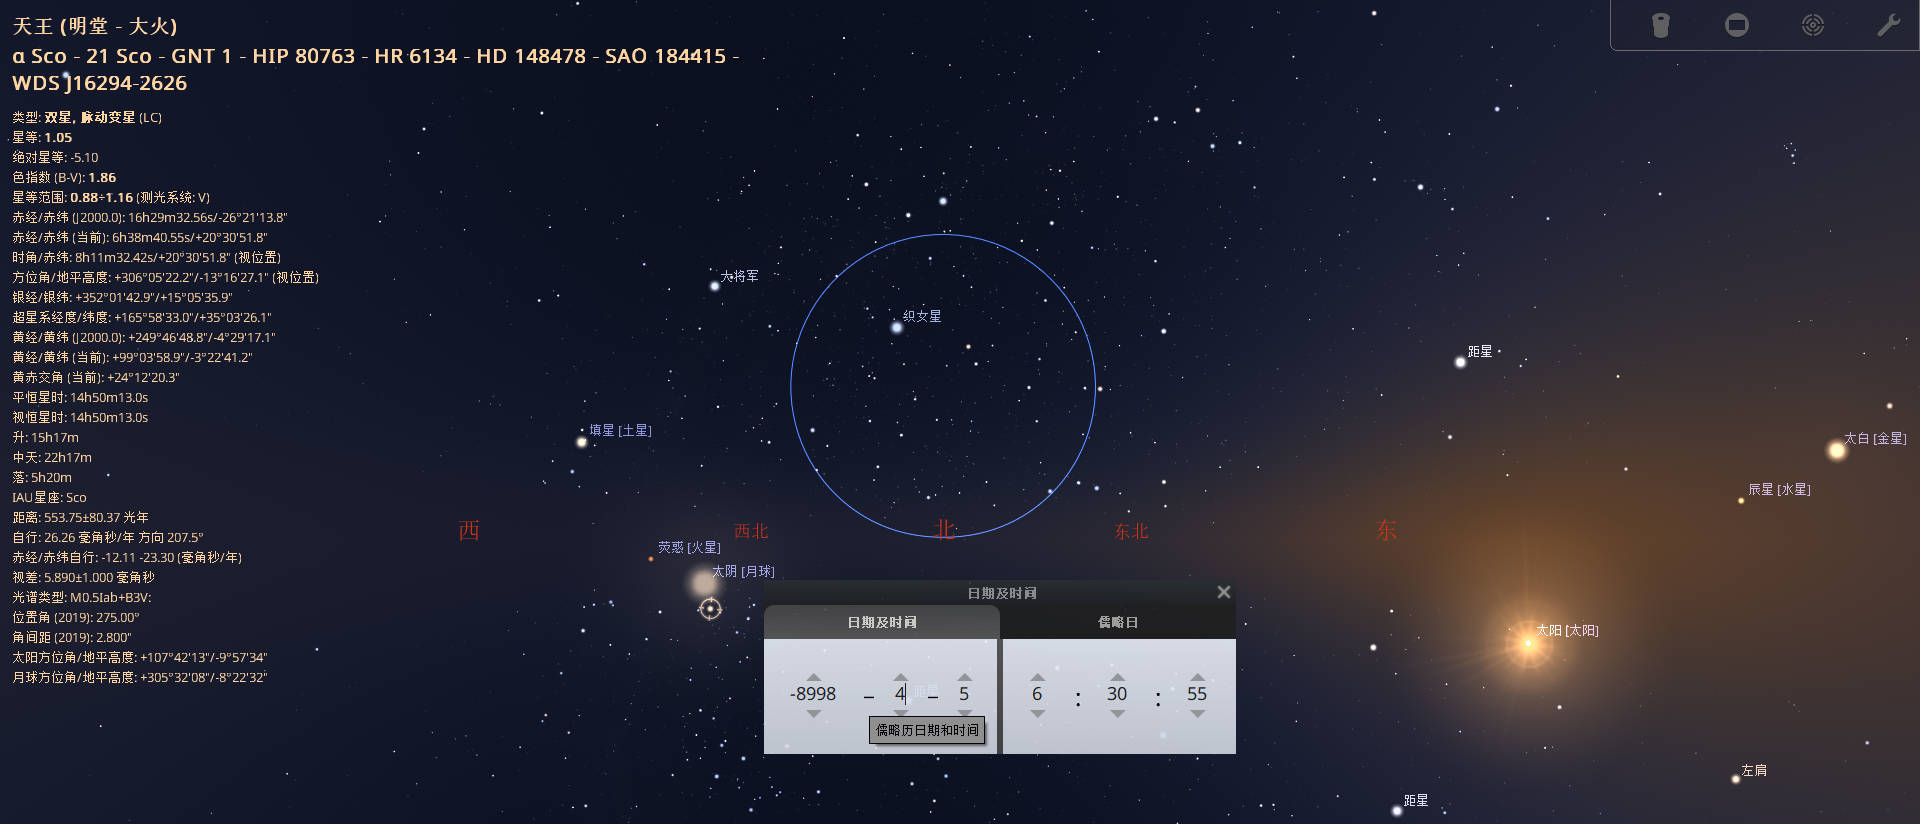 天王 (明堂 - 大火)
α Sco - 21 Sco - GNT 1 - HIP 80763 - HR 6134 - HD 148478 - SAO 184415 -
WDS J16294-2626
类型: 双星, 脉动变星 (LC)
星等: 1.05
绝对星等: -5.10
色指数 (B-V): 1.86
星等范围: 0.88÷1.16 (测光系统: V)
赤经/赤纬 (J2000.0): 16h29m32.56s/-26°21'13.8"
赤经/赤纬 (当前): 6h38m40.55s/+20°30'51.8"
时角/赤纬: 8h11m32.42s/+20°30'51.8" (视位置)
方位角/地平高度: +306°05'22.2"/-13°16'27.1" (视位置)
银经/银纬: +352°01'42.9"/+15°05'35.9"
超星系经度/纬度: +165°58'33.0"/+35°03'26.1"
黄经/黄纬 (J2000.0): +249°46'48.8"/-4°29'17.1"
黄经/黄纬 (当前): +99°03'58.9"/-3°22'41.2"
黄赤交角 (当前): +24°12'20.3"
平恒星时: 14h50m13.0s
视恒星时: 14h50m13.0s
升: 15h17m
中天: 22h17m
落: 5h20m
IAU星座: Sco
距离: 553.75±80.37 光年
自行: 26.26 毫角秒/年 方向 207.5°
赤经/赤纬自行: -12.11 -23.30 (毫角秒/年)
视差: 5.890±1.000 毫角秒
光谱类型: M0.5Iab+B3V:
位置角 (2019): 275.00°
角间距 (2019): 2.800"
太阳方位角/地平高度: +107°42'13"/-9°57'34"
月球方位角/地平高度: +305°32'08"/-8°22'32"
大将军
织女星
距星
填星 [土星]
太白 [金星]
辰星 [水星]
西
西北
北
东北
东
荧惑 [火星]
太阴 [月球]
太阳 [太阳]
日期及时间
日期及时间
儒略日
-8998 – 4 – 5
6 : 30 : 55
距星
儒略历日期和时间
左肩
距星